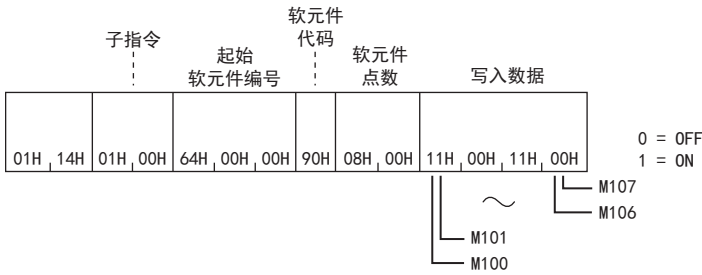 子指令
起始
软元件编号
软元件
代码
软元件
点数
写入数据
01H 14H 01H 00H 64H 00H 00H 90H 08H 00H 11H 00H 11H 00H
0 = OFF
1 = ON
M107
M106
M101
M100